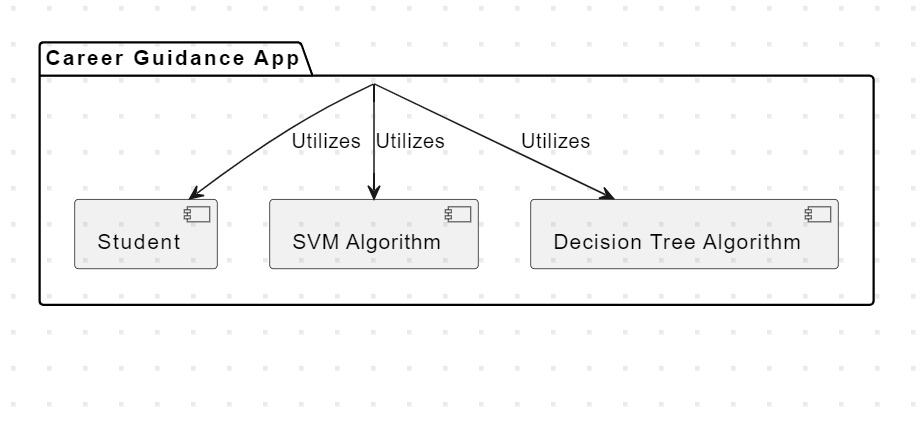 Career Guidance App
Utilizes Utilizes Utilizes
Student SVM Algorithm Decision Tree Algorithm